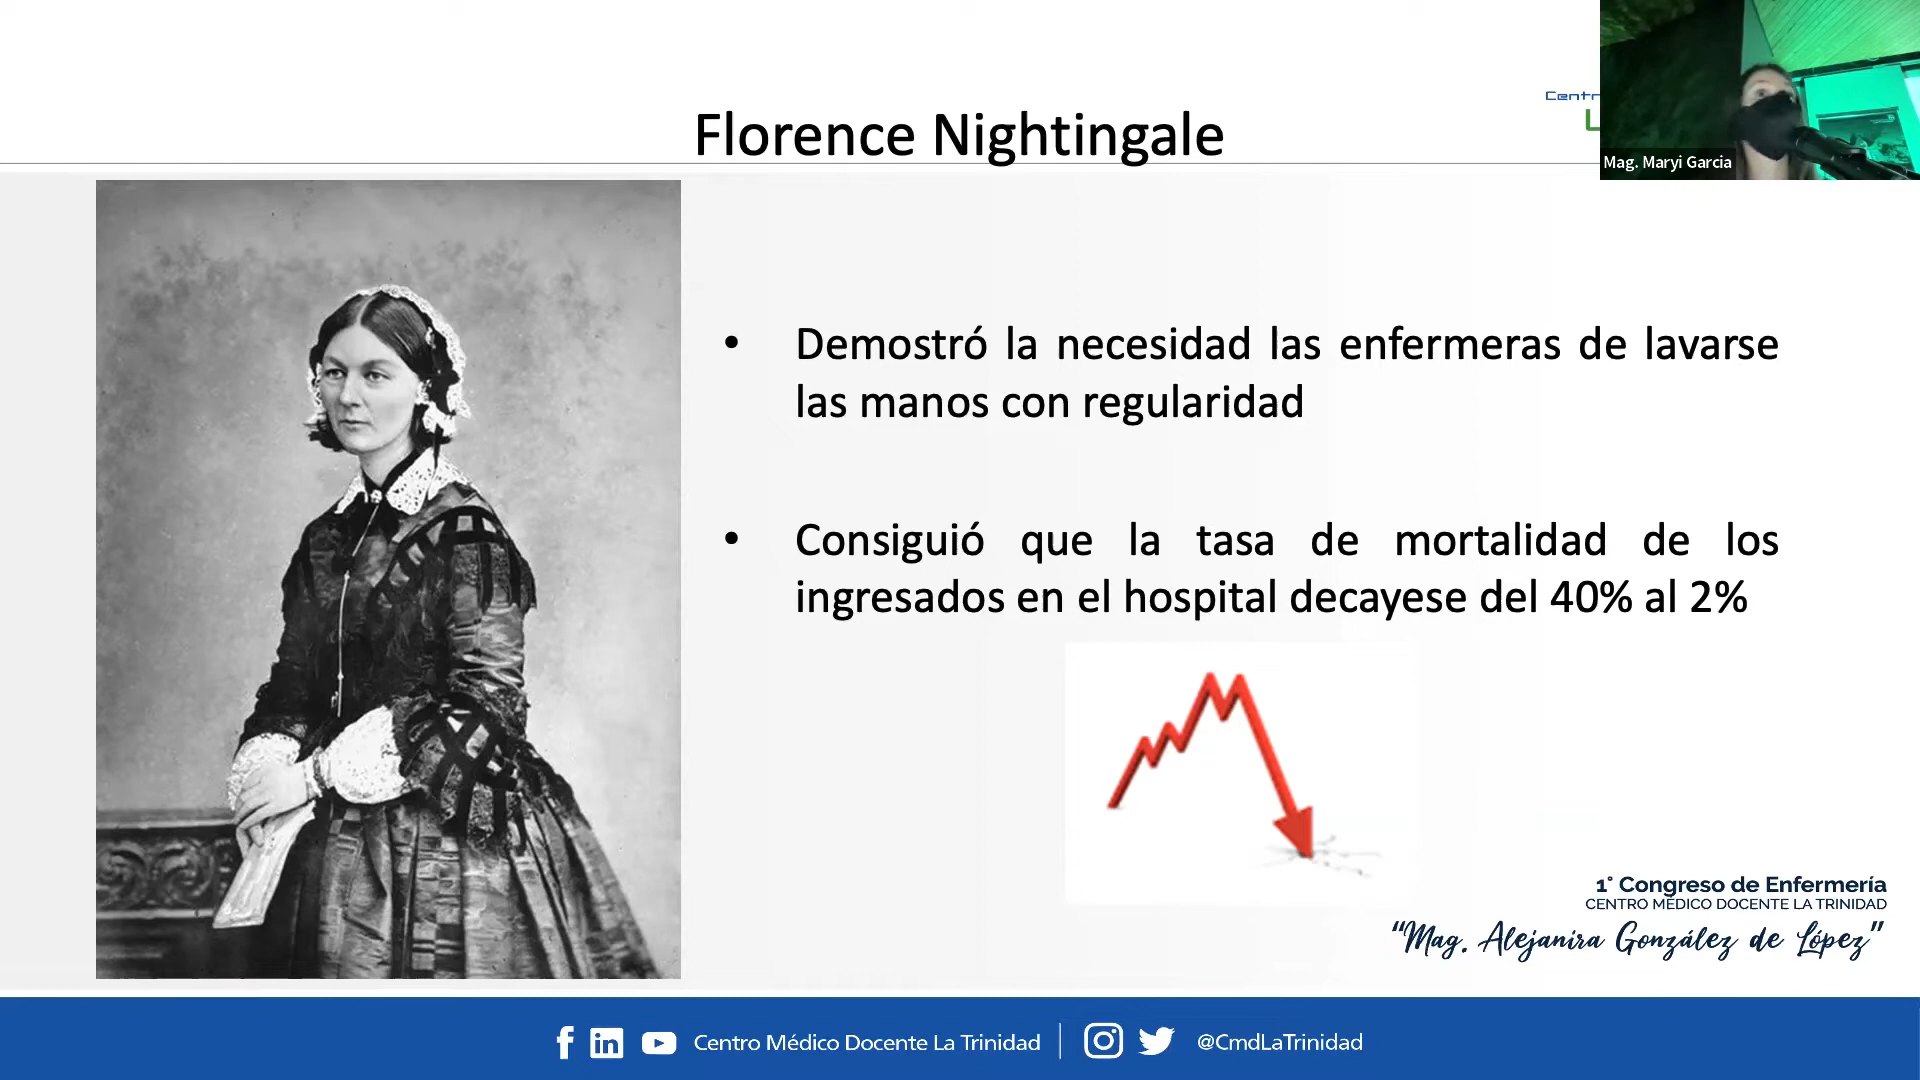 Florence Nightingale
Mag. Maryi Garcia
• Demostró la necesidad las enfermeras de lavarse
las manos con regularidad
• Consiguió que la tasa de mortalidad de los
ingresados en el hospital decayese del 40% al 2%
1° Congreso de Enfermería
CENTRO MÉDICO DOCENTE LA TRINIDAD
“Mag. Alejanira González de López”
Centro Médico Docente La Trinidad
@CmdLaTrinidad